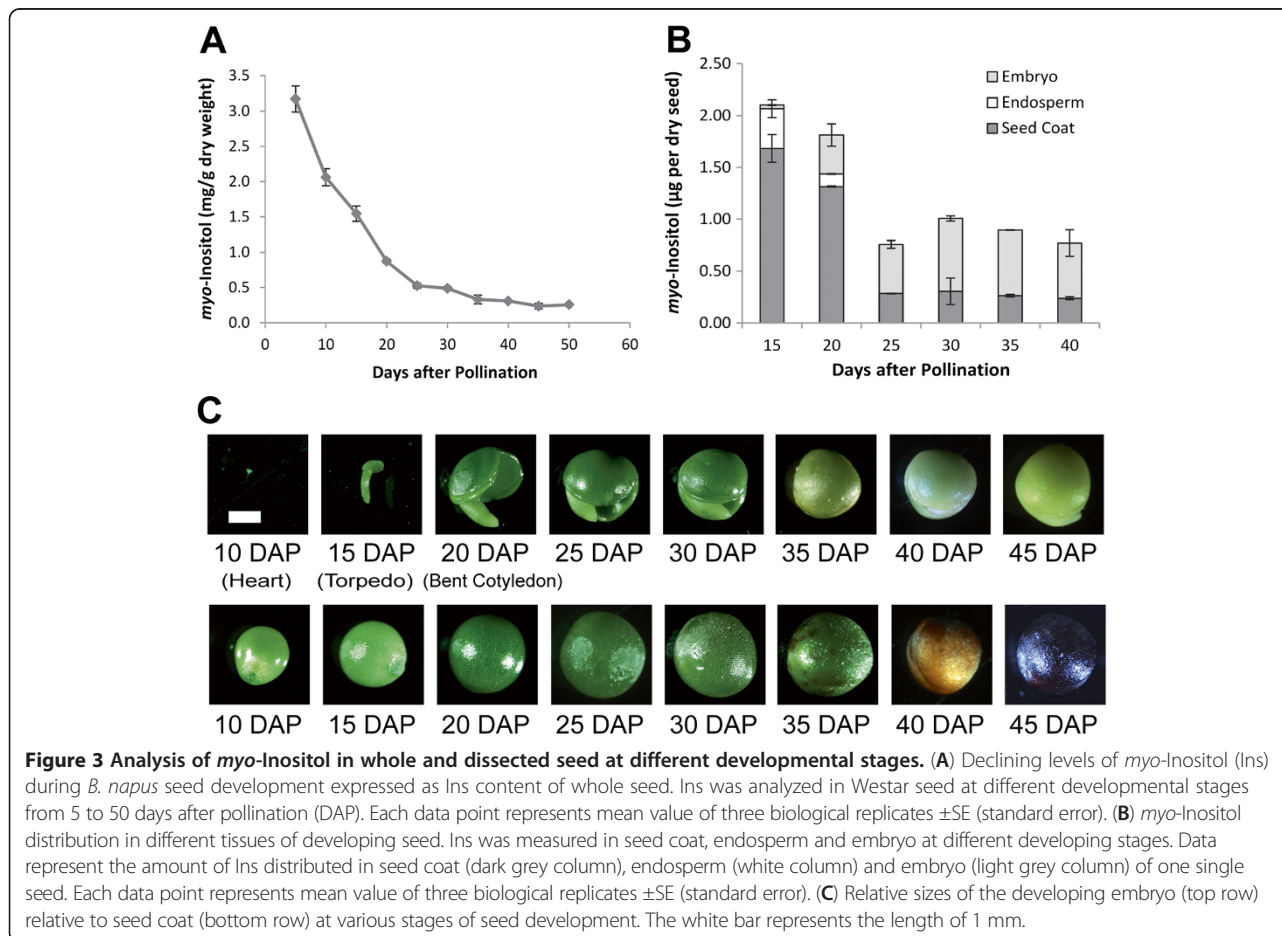 A
myo-Inositol (mg/g dry weight)
3.5
3.0
2.5
2.0
1.5
1.0
0.5
0.0
0 10 20 30 40 50 60
Days after Pollination
B
myo-Inositol (µg per dry seed)
2.50
2.00
1.50
1.00
0.50
0.00
Embryo
Endosperm
Seed Coat
15 20 25 30 35 40
Days after Pollination
C
10 DAP 15 DAP 20 DAP 25 DAP 30 DAP 35 DAP 40 DAP 45 DAP
(Heart) (Torpedo) (Bent Cotyledon)
10 DAP 15 DAP 20 DAP 25 DAP 30 DAP 35 DAP 40 DAP 45 DAP
Figure 3 Analysis of myo-Inositol in whole and dissected seed at different developmental stages. (A) Declining levels of myo-Inositol (Ins)
during B. napus seed development expressed as Ins content of whole seed. Ins was analyzed in Westar seed at different developmental stages
from 5 to 50 days after pollination (DAP). Each data point represents mean value of three biological replicates ±SE (standard error). (B) myo-Inositol
distribution in different tissues of developing seed. Ins was measured in seed coat, endosperm and embryo at different developing stages. Data
represent the amount of Ins distributed in seed coat (dark grey column), endosperm (white column) and embryo (light grey column) of one single
seed. Each data point represents mean value of three biological replicates ±SE (standard error). (C) Relative sizes of the developing embryo (top row)
relative to seed coat (bottom row) at various stages of seed development. The white bar represents the length of 1 mm.